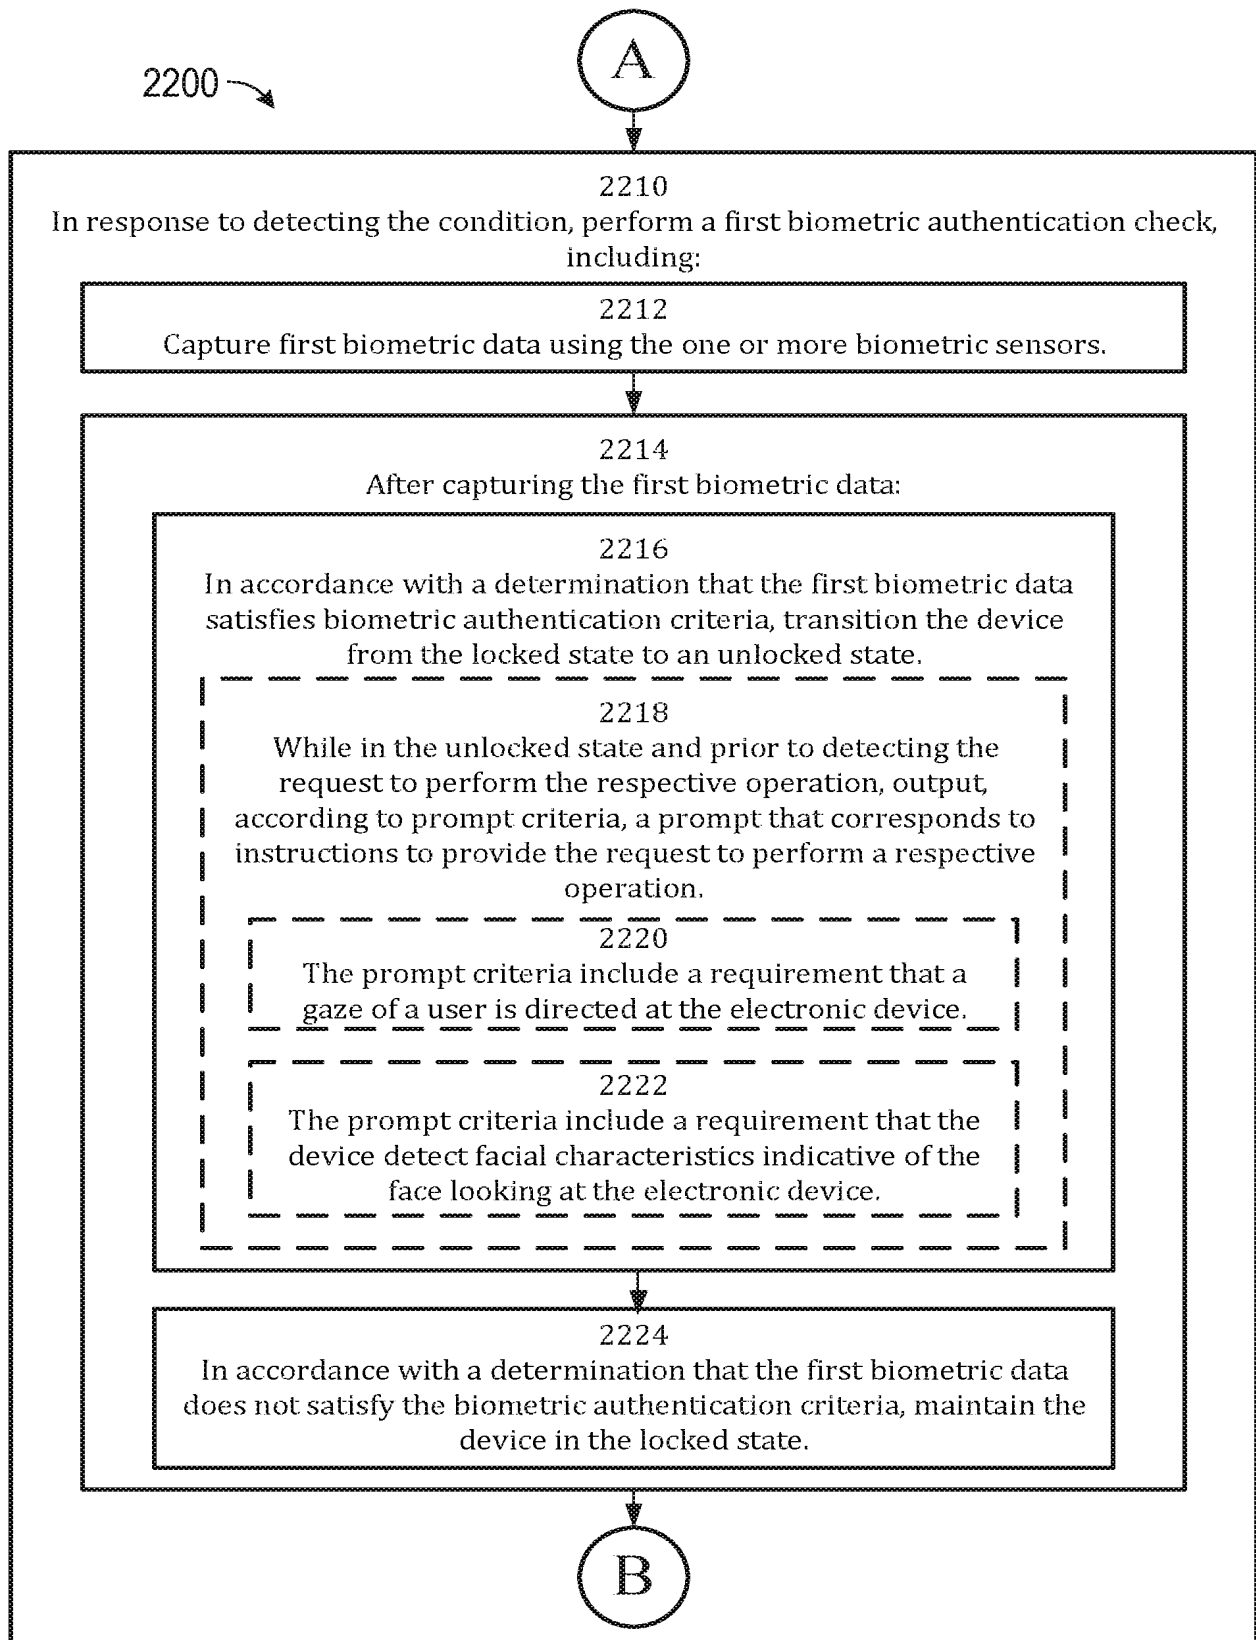 A
2200
2210
In response to detecting the condition, perform a first biometric authentication check,
including:
2212
Capture first biometric data using the one or more biometric sensors.
2214
After capturing the first biometric data:
2216
In accordance with a determination that the first biometric data
satisfies biometric authentication criteria, transition the device
from the locked state to an unlocked state.
2218
While in the unlocked state and prior to detecting the
request to perform the respective operation, output,
according to prompt criteria, a prompt that corresponds to
instructions to provide the request to perform a respective
operation.
2220
The prompt criteria include a requirement that a
gaze of a user is directed at the electronic device.
2222
The prompt criteria include a requirement that the
device detect facial characteristics indicative of the
face looking at the electronic device.
2224
In accordance with a determination that the first biometric data
does not satisfy the biometric authentication criteria, maintain the
device in the locked state.
B